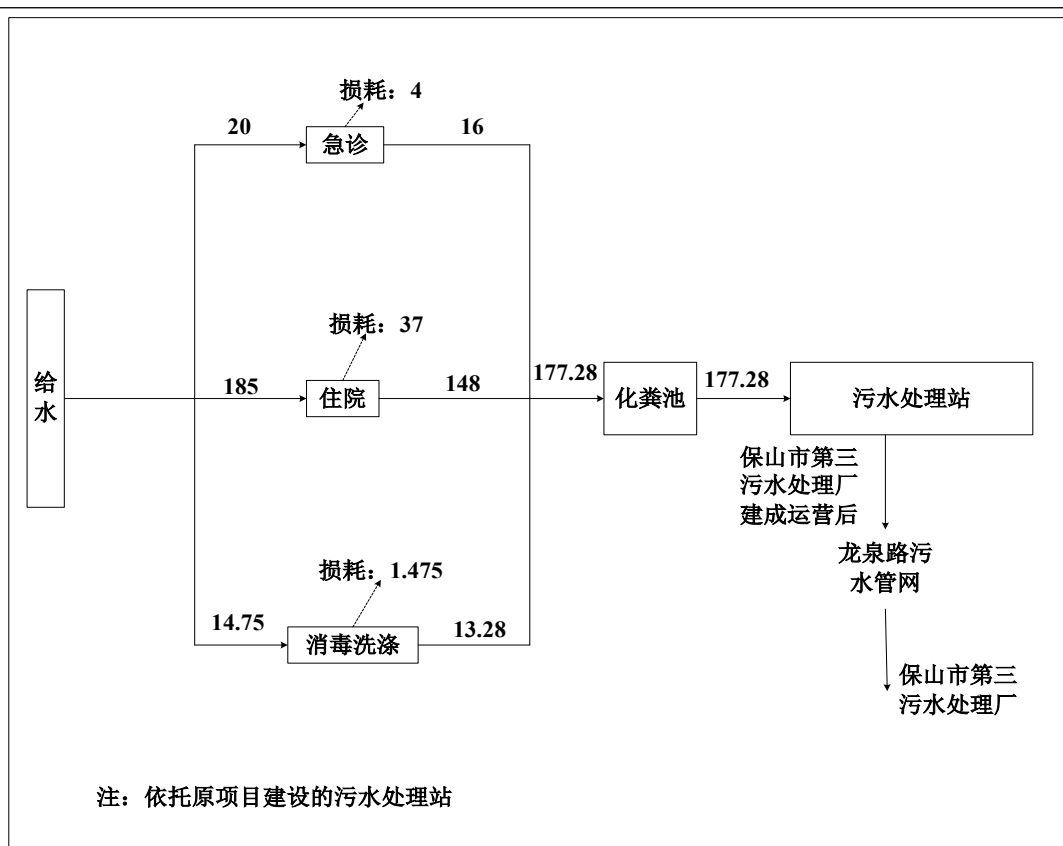 损耗：4
20
急诊
16
损耗：37
给
水
185
住院
148
177.28
化粪池
177.28
污水处理站
保山市第三
污水处理厂
建成运营后
龙泉路污
水管网
损耗：1.475
14.75
消毒洗涤
13.28
保山市第三
污水处理厂
注：依托原项目建设的污水处理站